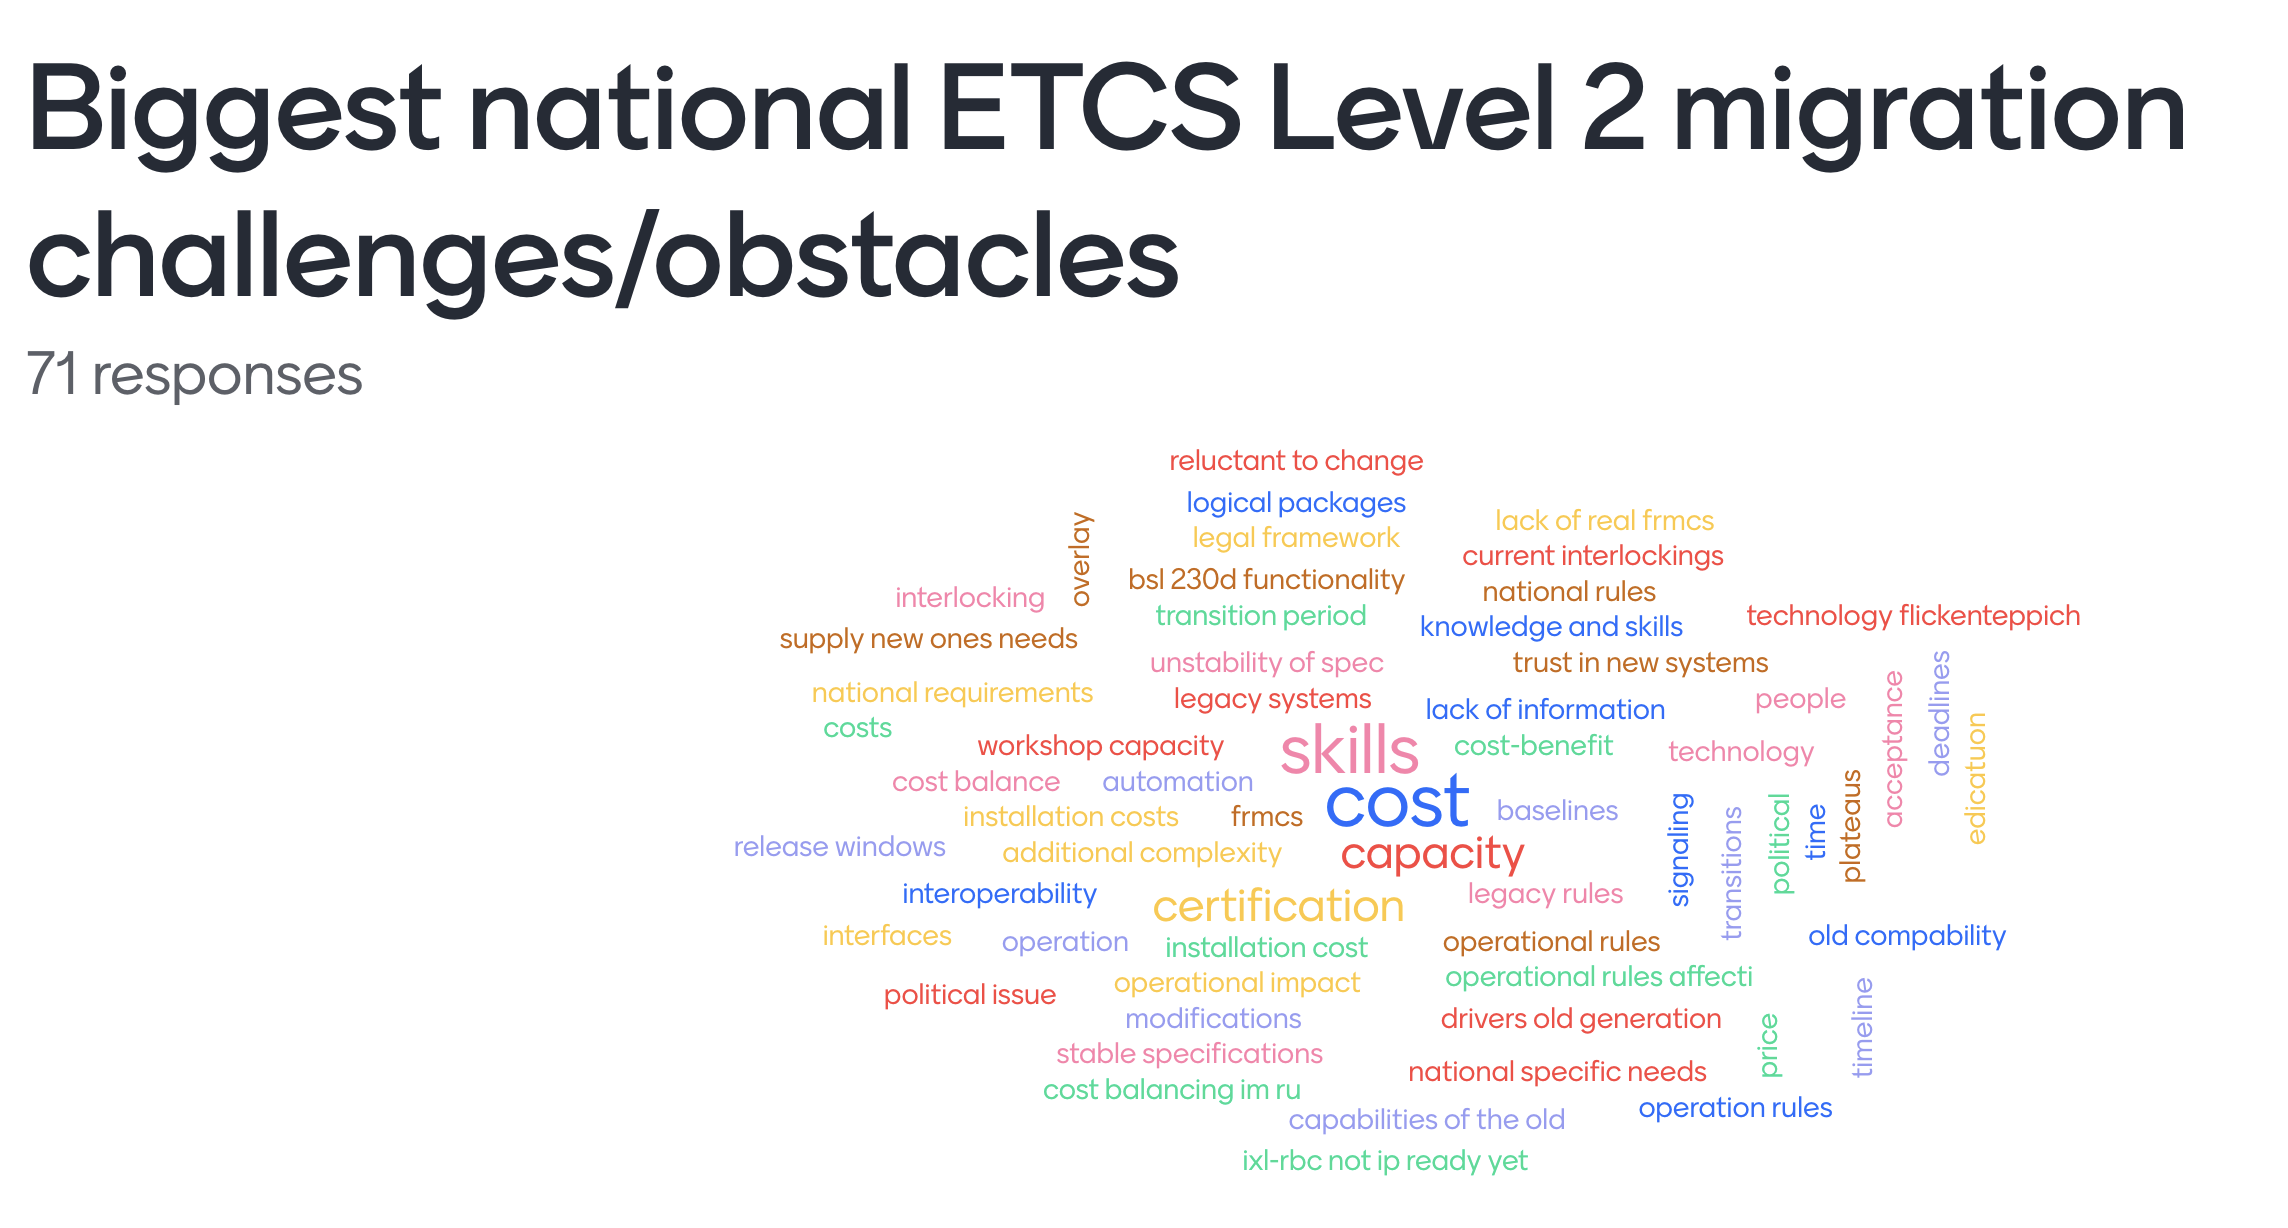 Biggest national ETCS Level 2 migration
challenges/obstacles
71 responses
reluctant to change
logical packages
overlay
legal framework
lack of real frmcs
current interlockings
bsl 230d functionality
national rules
interlocking
transition period
technology flickenteppich
knowledge and skills
supply new ones needs
unstability of spec
trust in new systems
national requirements
legacy systems
lack of information
people
acceptance
deadlines
edicatuon
costs
workshop capacity
skills
cost-benefit
technology
cost balance
automation
cost
baselines
installation costs
frmcs
signaling
transitions
political
time
plateaus
release windows
additional complexity
capacity
interoperability
certification
legacy rules
interfaces
operation
installation cost
operational rules
old compability
operational impact
operational rules affecti
political issue
modifications
drivers old generation
price
timeline
stable specifications
national specific needs
cost balancing im ru
operation rules
capabilities of the old
ixl-rbc not ip ready yet